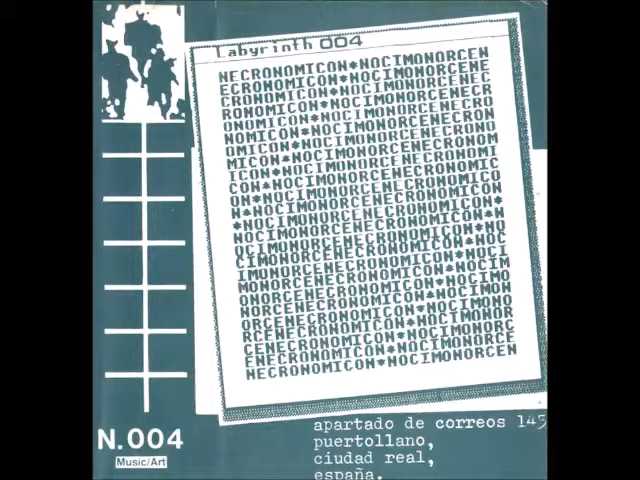 Labyrinth 004
NECRONOMICON*NOCIMONORCEN
ECRONOMICON*NOCIMONORCENE
CRONOMICON*NOCIMONORCENEC
RONOMICON*NOCIMONORCENECR
ONOMICON*NOCIMONORCENECRO
NOMICON*NOCIMONORCENECRON
OMICON*NOCIMONORCENECRONO
MICON*NOCIMONORCENECRONOM
ICON*NOCIMONORCENECRONOMI
CON*NOCIMONORCENECRONOMIC
ON*NOCIMONORCENECRONOMICO
N*NOCIMONORCENECRONOMICON
*NOCIMONORCENECRONOMICON*
NOCIMONORCENECRONOMICON*N
OCIMONORCENECRONOMICON*NO
CIMONORCENECRONOMICON*NOC
IMONORCENECRONOMICON*NOCI
MONORCENECRONOMICON*NOCIM
ONORCENECRONOMICON*NOCIMO
NORCENECRONOMICON*NOCIMON
ORCENECRONOMICON*NOCIMONO
RCENECRONOMICON*NOCIMONOR
CENECRONOMICON*NOCIMONORC
ENECRONOMICON*NOCIMONORCE
NECRONOMICON*NOCIMONORCEN
N.004
Music/Art
apartado de correos 145
puertollano,
ciudad real,
españa.